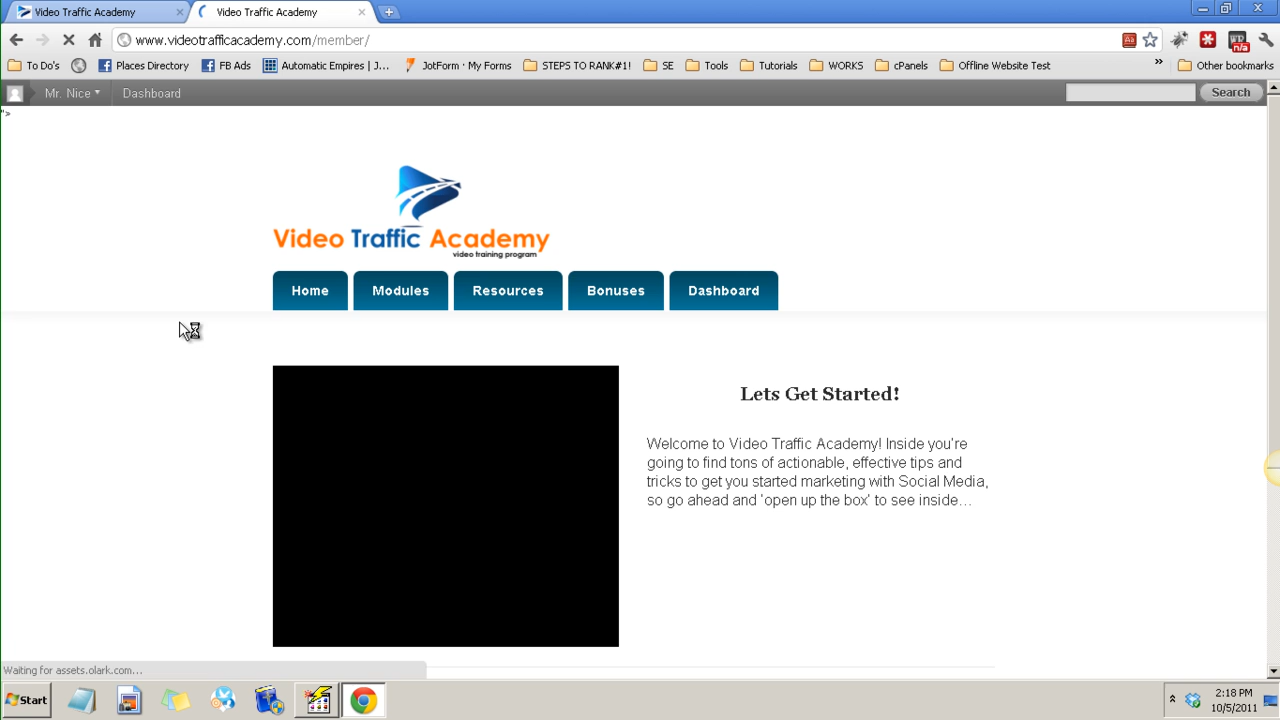 Video Traffic Academy
Video Traffic Academy
www.videotrafficacademy.com/member/
To Do's
Places Directory
FB Ads
Automatic Empires | J...
JotForm · My Forms
STEPS TO RANK#1!
SE
Tools
Tutorials
WORKS
cPanels
Offline Website Test
»
Other bookmarks
Mr. Nice
Dashboard
Search
">
Video Traffic Academy
video training program
Home
Modules
Resources
Bonuses
Dashboard
Lets Get Started!
Welcome to Video Traffic Academy! Inside you're
going to find tons of actionable, effective tips and
tricks to get you started marketing with Social Media,
so go ahead and 'open up the box' to see inside...
Waiting for assets.olark.com...
Start
2:18 PM
10/5/2011